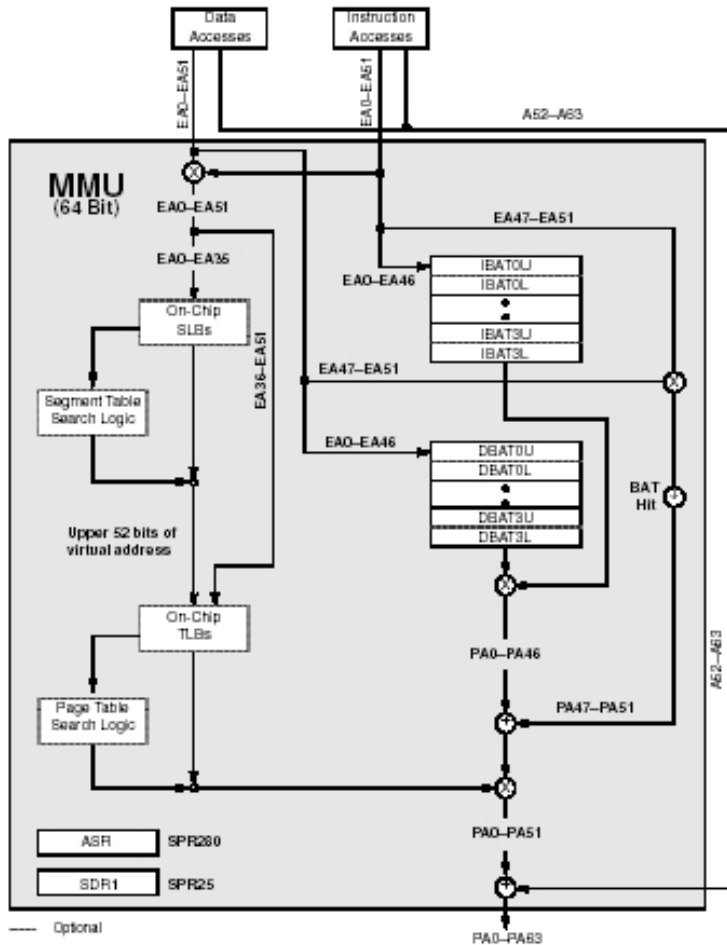 Data
Accesses
Instruction
Accesses
EA0–EA51
EA0–EA51
A52–A63
MMU
(64 Bit)
EA0–EA51
EA47–EA51
EA0–EA35
EA0–EA46
IBAT0U
IBAT0L
IBAT3U
IBAT3L
On-Chip
SLBs
EA36–EA51
EA47–EA51
Segment Table
Search Logic
EA0–EA46
DBAT0U
DBAT0L
DBAT3U
DBAT3L
BAT
Hit
Upper 52 bits of
virtual address
On-Chip
TLBs
PA0–PA46
A52–A63
Page Table
Search Logic
PA47–PA51
ASR
SPR280
PA0–PA51
SDR1
SPR25
Optional
PA0–PA63